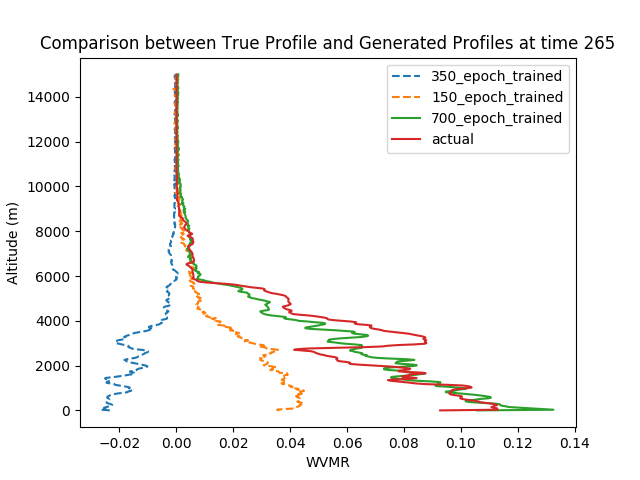 Comparison between True Profile and Generated Profiles at time 265
350_epoch_trained
150_epoch_trained
700_epoch_trained
actual
14000
12000
10000
8000
6000
4000
2000
0
Altitude (m)
−0.02
0.00
0.02
0.04
0.06
0.08
0.10
0.12
0.14
WVMR